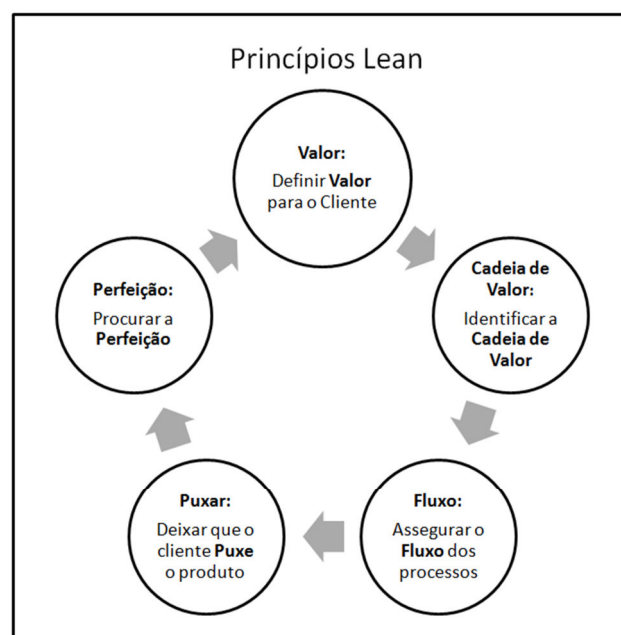 Princípios Lean
Valor:
Definir Valor
para o Cliente
Cadeia de
Valor:
Identificar a
Cadeia de
Valor
Fluxo:
Assegurar o
Fluxo dos
processos
Puxar:
Deixar que o
cliente Puxe
o produto
Perfeição:
Procurar a
Perfeição